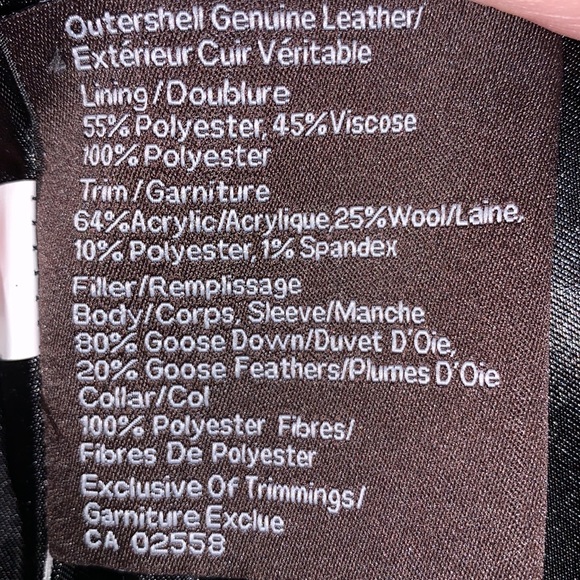 Outershell Genuine Leather/
Extérieur Cuir Véritable
Lining/Doublure
55% Polyester, 45% Viscose
100% Polyester
Trim/Garniture
64% Acrylic/Acrylique, 25% Wool/Laine,
10% Polyester, 1% Spandex
Filler/Remplissage
Body/Corps, Sleeve/Manche
80% Goose Down/Duvet D'Oie,
20% Goose Feathers/Plumes D'Oie
Collar/Col
100% Polyester Fibres/
Fibres De Polyester
Exclusive Of Trimmings/
Garniture Exclue
CA 02558